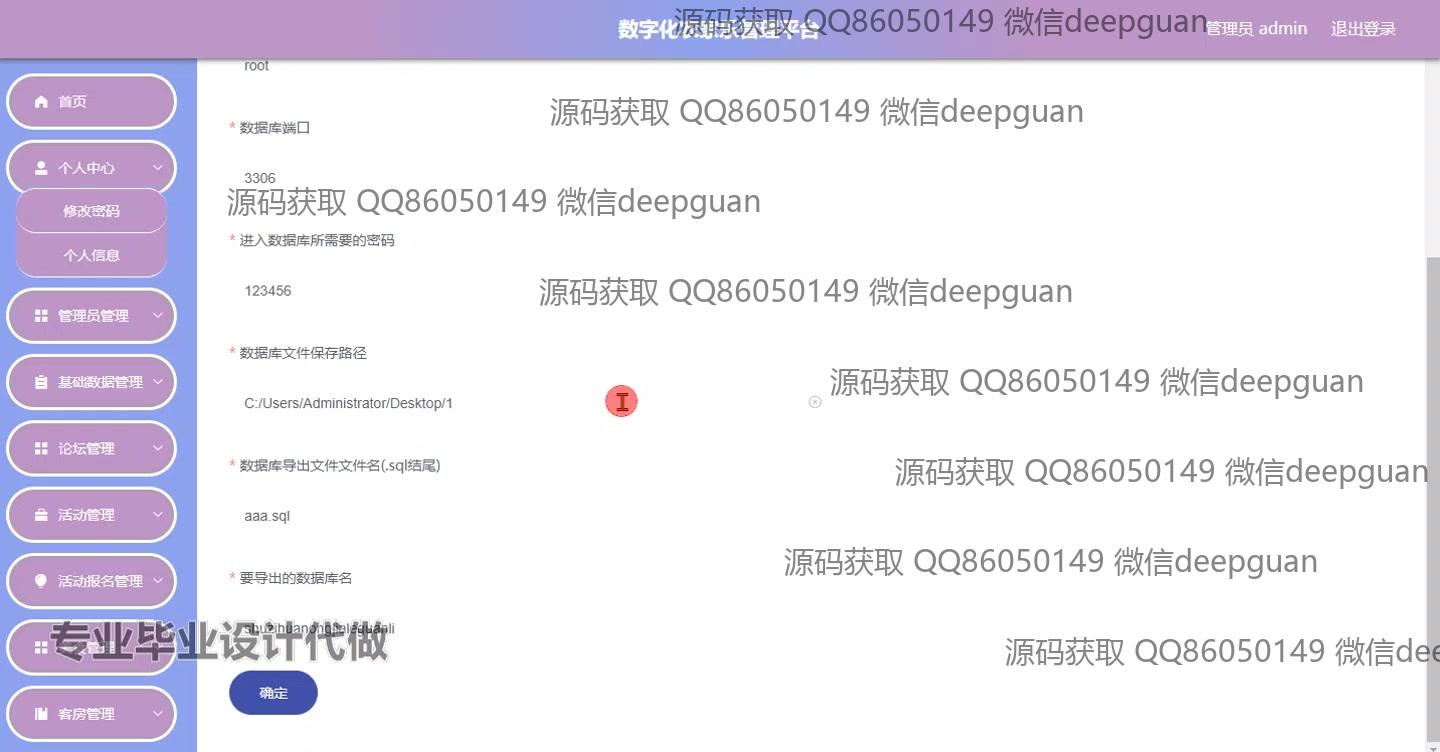 数字化农家乐管理平台
源码获取 QQ86050149 微信deepguan
管理员 admin
退出登录
首页
个人中心
修改密码
个人信息
管理员管理
基础数据管理
论坛管理
活动管理
活动报名管理
客房管理
root
* 数据库端口
源码获取 QQ86050149 微信deepguan
3306
源码获取 QQ86050149 微信deepguan
* 进入数据库所需要的密码
123456
源码获取 QQ86050149 微信deepguan
* 数据库文件保存路径
C:/Users/Administrator/Desktop/1
源码获取 QQ86050149 微信deepguan
* 数据库导出文件文件名(.sql结尾)
源码获取 QQ86050149 微信deepguan
aaa.sql
源码获取 QQ86050149 微信deepguan
* 要导出的数据库名
shuzihuanongjialeguanli
专业毕业设计代做
源码获取 QQ86050149 微信dee
确定